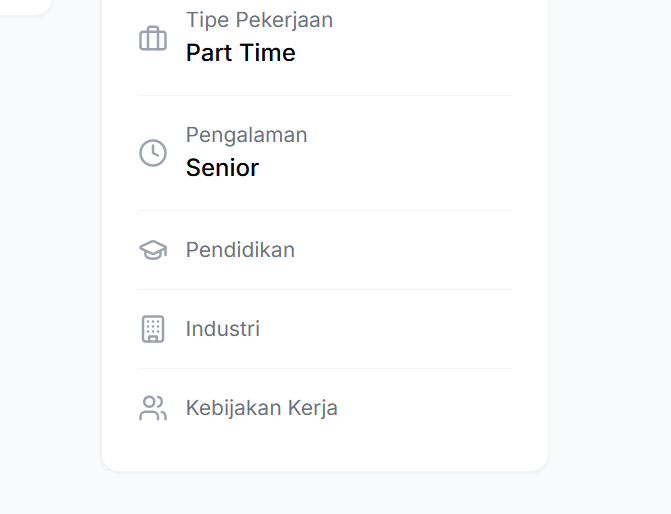 Tipe Pekerjaan
Part Time
Pengalaman
Senior
Pendidikan
Industri
Kebijakan Kerja